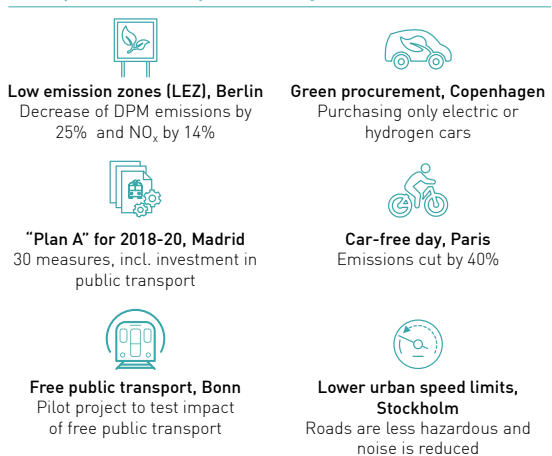 Low emission zones (LEZ), Berlin
Decrease of DPM emissions by
25% and NOx by 14%
Green procurement, Copenhagen
Purchasing only electric or
hydrogen cars
“Plan A” for 2018-20, Madrid
30 measures, incl. investment in
public transport
Car-free day, Paris
Emissions cut by 40%
Free public transport, Bonn
Pilot project to test impact
of free public transport
Lower urban speed limits,
Stockholm
Roads are less hazardous and
noise is reduced